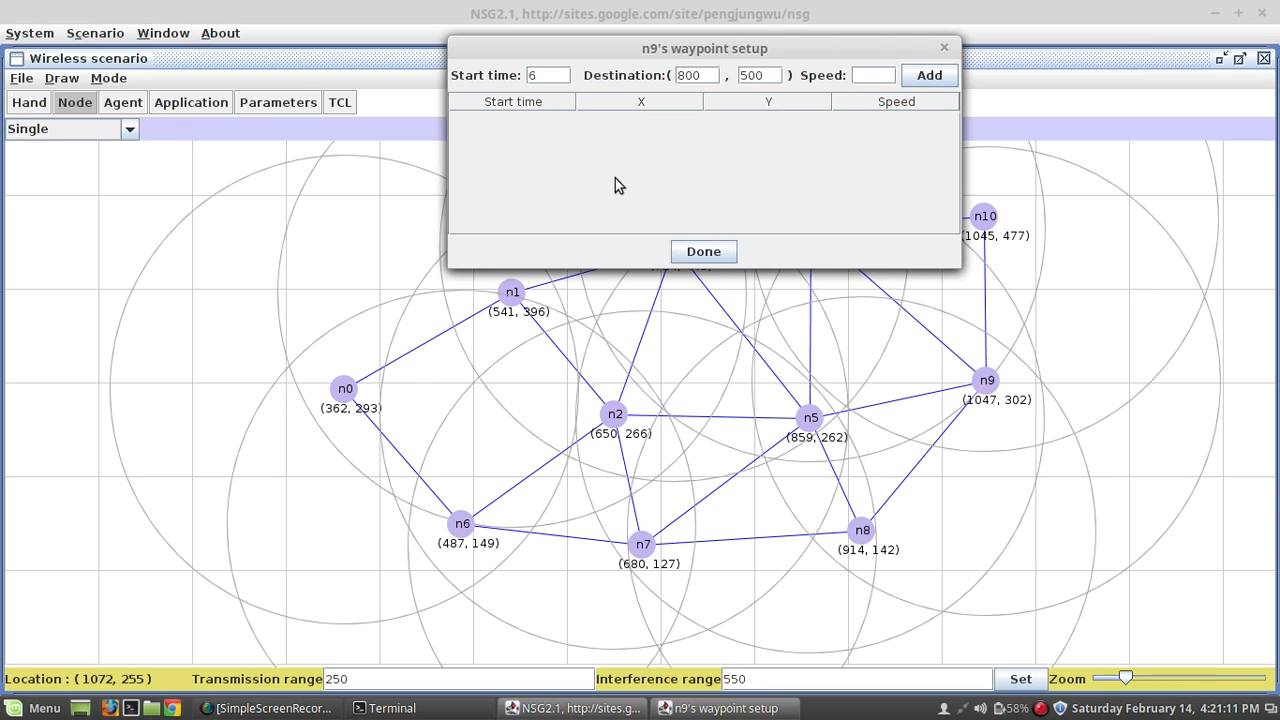 NSG2.1, http://sites.google.com/site/pengjungwu/nsg
System Scenario Window About
Wireless scenario
File Draw Mode
Hand Node Agent Application Parameters TCL
Single
n9's waypoint setup
Start time: 6 Destination:( 800 , 500 ) Speed: Add
Start time X Y Speed
Done
n10
(1045, 477)
n1
(541, 396)
n0
(362, 293)
n9
(1047, 302)
n2
(650, 266)
n5
(859, 262)
n6
(487, 149)
n8
(914, 142)
n7
(680, 127)
Location : ( 1072, 255 ) Transmission range 250 Interference range 550 Set Zoom
Menu [SimpleScreenRecor... Terminal NSG2.1, http://sites.g... n9's waypoint setup 58% Saturday February 14, 4:21:11 PM